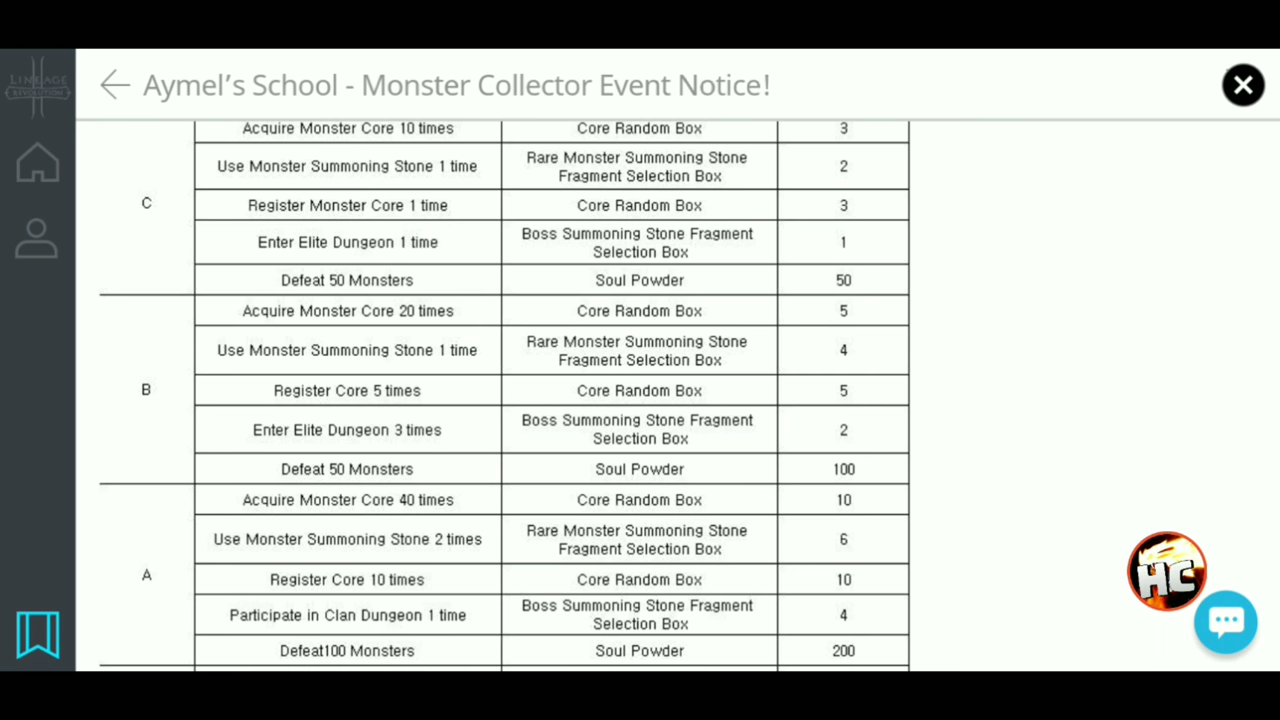 LINEAGE
REVOLUTION
Aymel's School - Monster Collector Event Notice!
Acquire Monster Core 10 times Core Random Box 3
Use Monster Summoning Stone 1 time Rare Monster Summoning Stone Fragment Selection Box 2
C
Register Monster Core 1 time Core Random Box 3
Enter Elite Dungeon 1 time Boss Summoning Stone Fragment Selection Box 1
Defeat 50 Monsters Soul Powder 50
Acquire Monster Core 20 times Core Random Box 5
Use Monster Summoning Stone 1 time Rare Monster Summoning Stone Fragment Selection Box 4
B
Register Core 5 times Core Random Box 5
Enter Elite Dungeon 3 times Boss Summoning Stone Fragment Selection Box 2
Defeat 50 Monsters Soul Powder 100
Acquire Monster Core 40 times Core Random Box 10
Use Monster Summoning Stone 2 times Rare Monster Summoning Stone Fragment Selection Box 6
A
Register Core 10 times Core Random Box 10
Participate in Clan Dungeon 1 time Boss Summoning Stone Fragment Selection Box 4
Defeat100 Monsters Soul Powder 200
HC